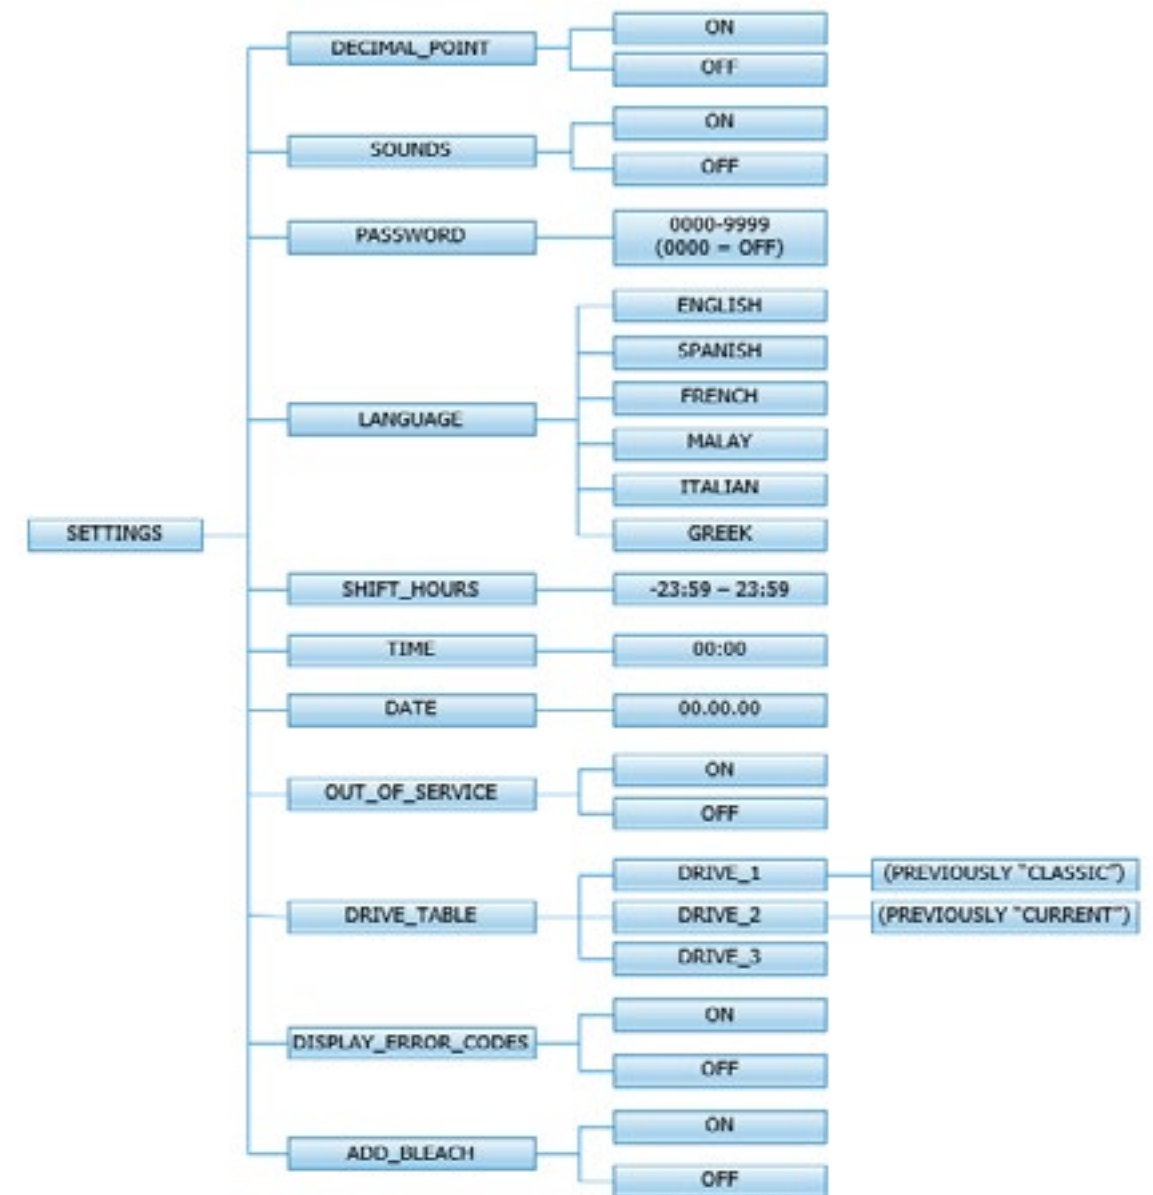 DECIMAL_POINT
ON
OFF
SOUNDS
ON
OFF
PASSWORD
0000-9999
(0000 = OFF)
LANGUAGE
ENGLISH
SPANISH
FRENCH
MALAY
ITALIAN
GREEK
SETTINGS
SHIFT_HOURS
-23:59 – 23:59
TIME
00:00
DATE
00.00.00
OUT_OF_SERVICE
ON
OFF
DRIVE_TABLE
DRIVE_1
(PREVIOUSLY "CLASSIC")
DRIVE_2
(PREVIOUSLY "CURRENT")
DRIVE_3
DISPLAY_ERROR_CODES
ON
OFF
ADD_BLEACH
ON
OFF